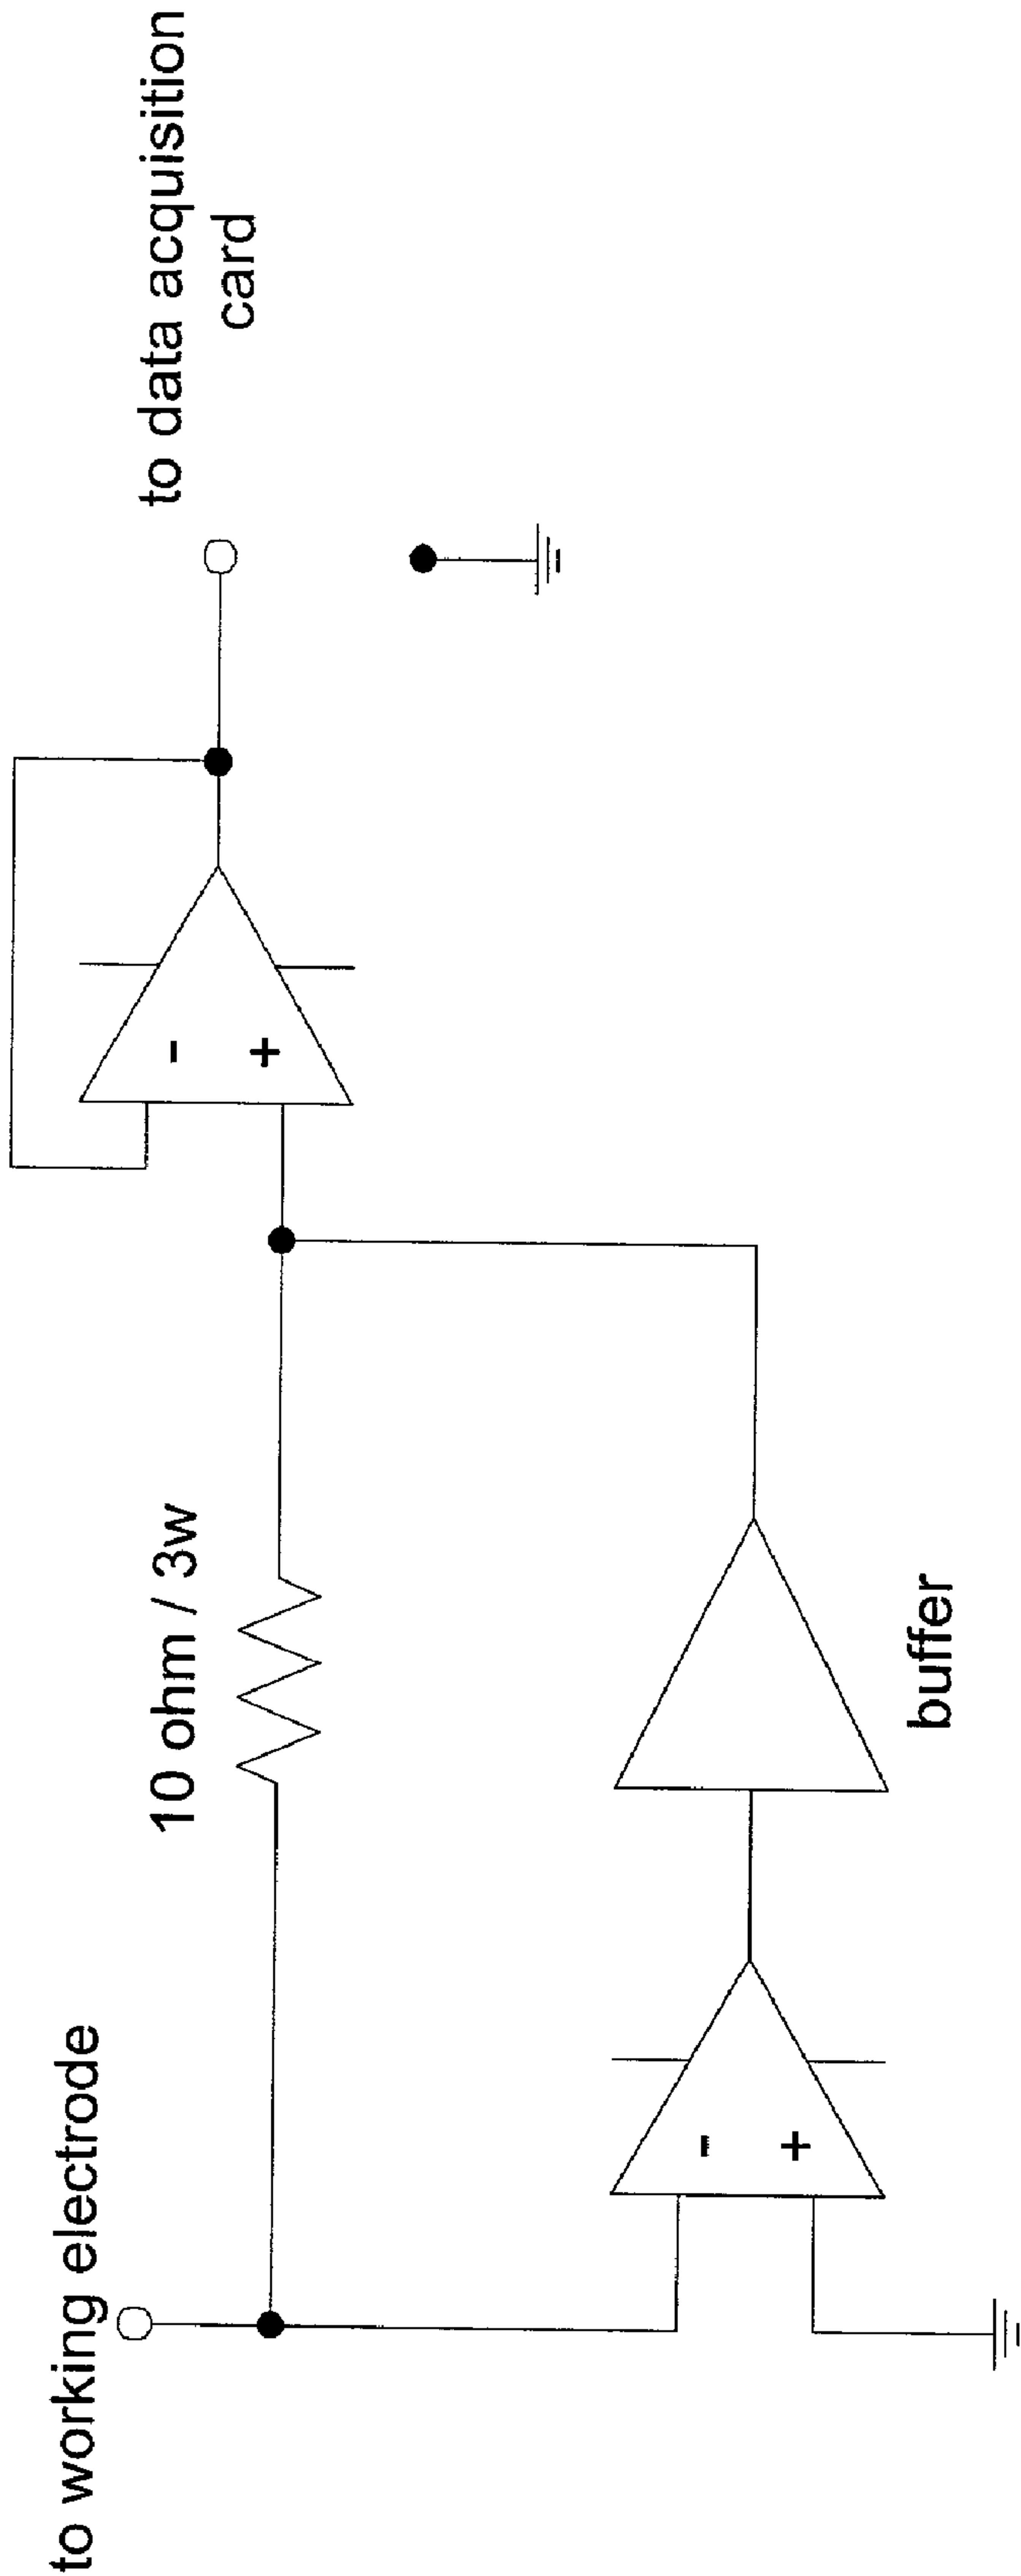 to working electrode
10 ohm / 3w
to data acquisition
card
-
+
-
+
buffer